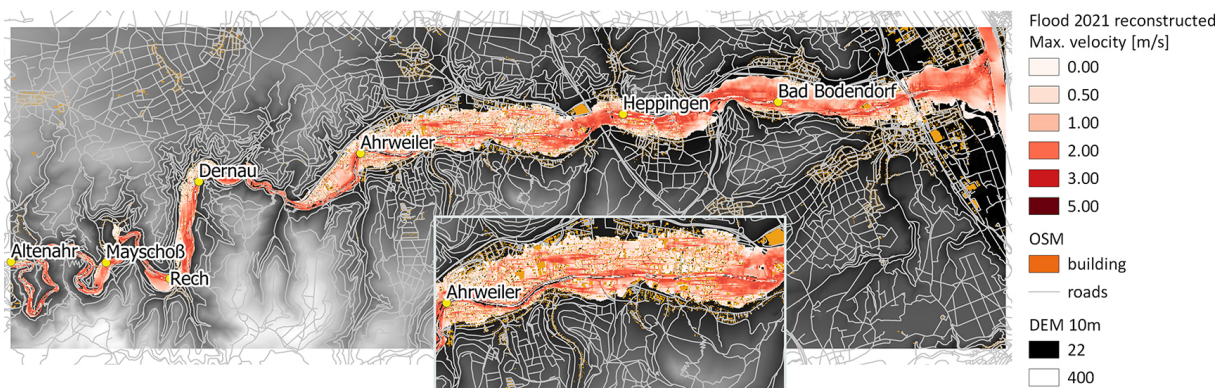 Flood 2021 reconstructed
Max. velocity [m/s]
0.00
0.50
1.00
2.00
3.00
5.00
OSM
building
roads
DEM 10m
22
400
Heppingen
Bad Bodendorf
Ahrweiler
Dernau
Altenahr
Mayschoß
Rech
Ahrweiler